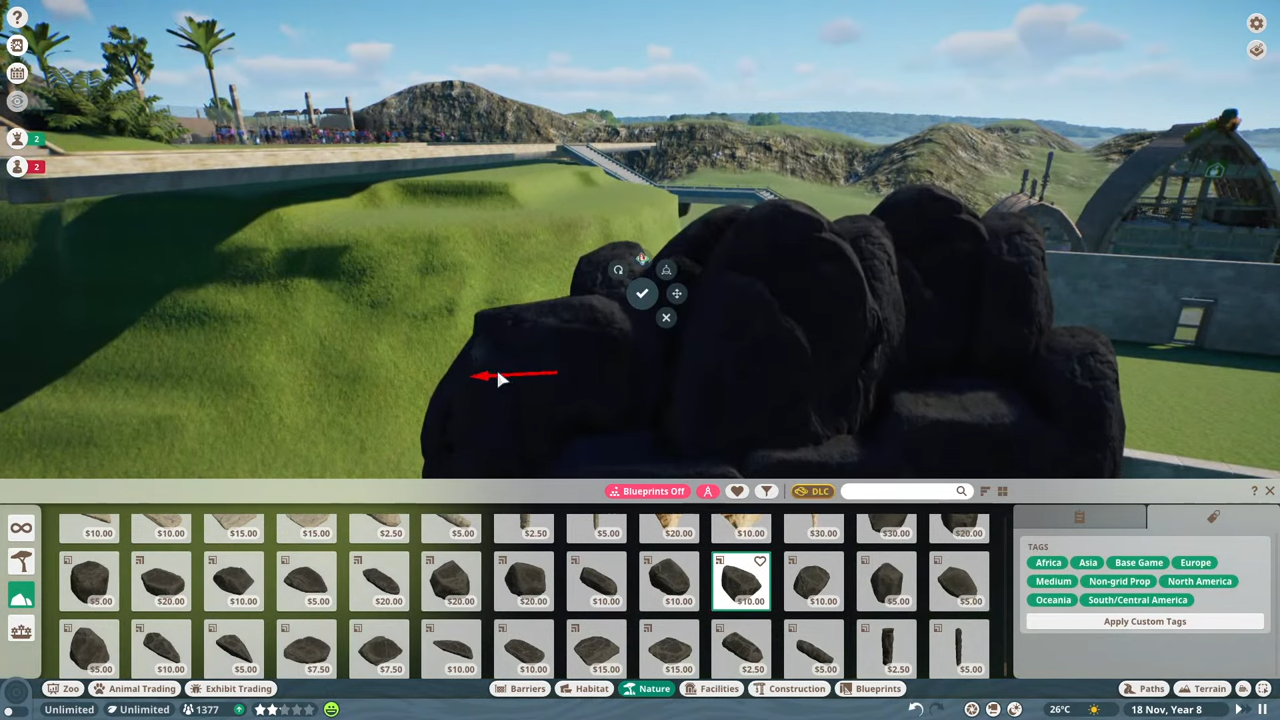 ?
2
2
Blueprints Off
DLC
?
$10.00 $10.00 $15.00 $15.00 $2.50 $5.00 $2.50 $5.00 $20.00 $10.00 $30.00 $30.00 $20.00
TAGS
Africa Asia Base Game Europe
Medium Non-grid Prop North America
Oceania South/Central America
$5.00 $20.00 $10.00 $5.00 $20.00 $20.00 $20.00 $10.00 $10.00 $10.00 $10.00 $5.00 $5.00
Apply Custom Tags
$5.00 $10.00 $5.00 $7.50 $7.50 $10.00 $10.00 $15.00 $15.00 $2.50 $5.00 $2.50 $5.00
Zoo Animal Trading Exhibit Trading Barriers Habitat Nature Facilities Construction Blueprints Paths Terrain
Unlimited Unlimited 1377 26°C 18 Nov, Year 8